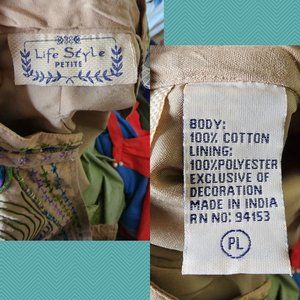 Life Style
PETITE
BODY:
100% COTTON
LINING:
100%POLYESTER
EXCLUSIVE OF
DECORATION
MADE IN INDIA
RN NO: 94153
PL